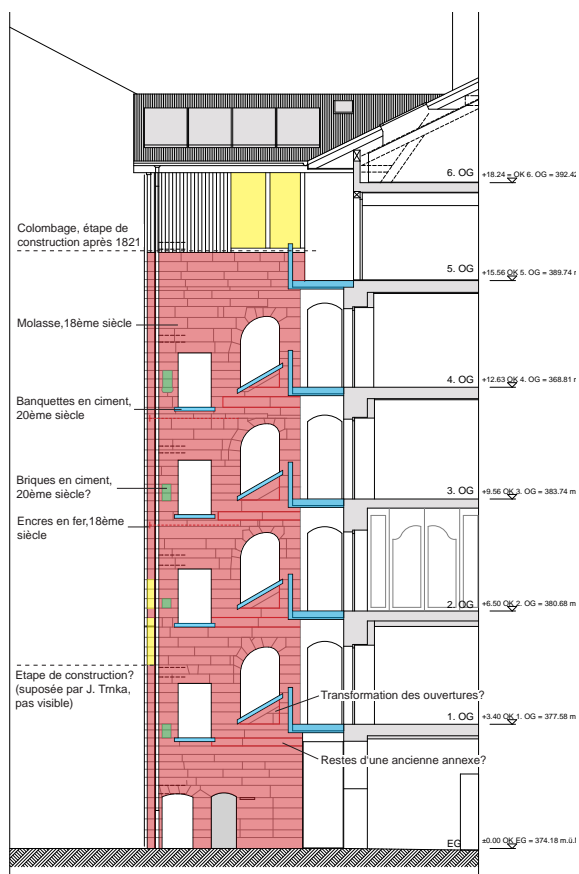 6. OG
+18.24 = OK 6. OG = 392.42
Colombage, étape de
construction après 1821
5. OG
+15.56 OK 5. OG = 389.74 m
Molasse,18ème siècle
4. OG
+12.63 OK 4. OG = 368.81 m
Banquettes en ciment,
20ème siècle
Briques en ciment,
20ème siècle?
3. OG
+9.56 OK 3. OG = 383.74 m
Encres en fer,18ème
siècle
2. OG
+6.50 OK 2. OG = 380.68 m
Etape de construction?
(suposée par J. Trnka,
pas visible)
Transformation des ouvertures?
1. OG
+3.40 OK 1. OG = 377.58 m
Restes d'une ancienne annexe?
EG
±0.00 OK EG = 374.18 m.ü.